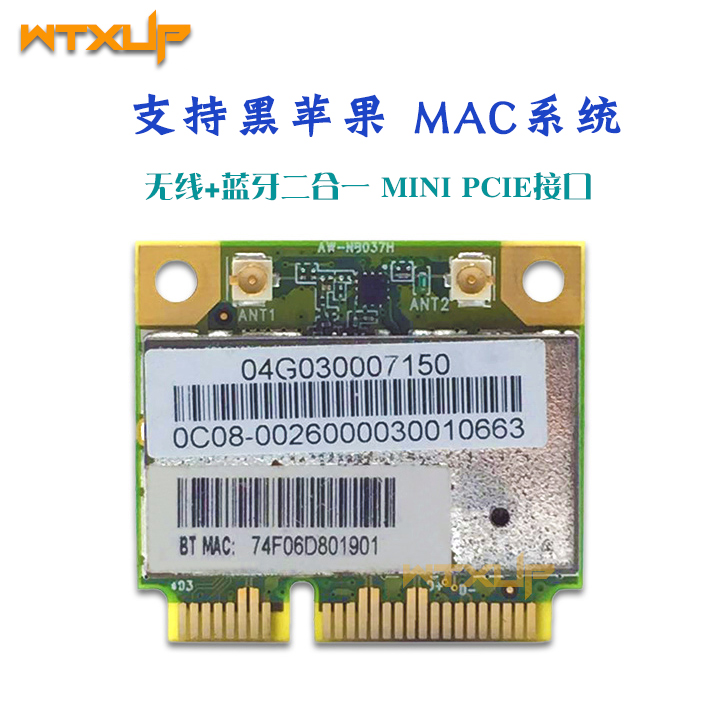 WTXUP
支持黑苹果 MAC系统
无线+蓝牙二合一 MINI PCIE接口
AW-NB037H
ANT1
ANT2
04G030007150
0C08-0026000030010663
BT MAC: 74F06D801901
WTXUP
D3
D+ D-